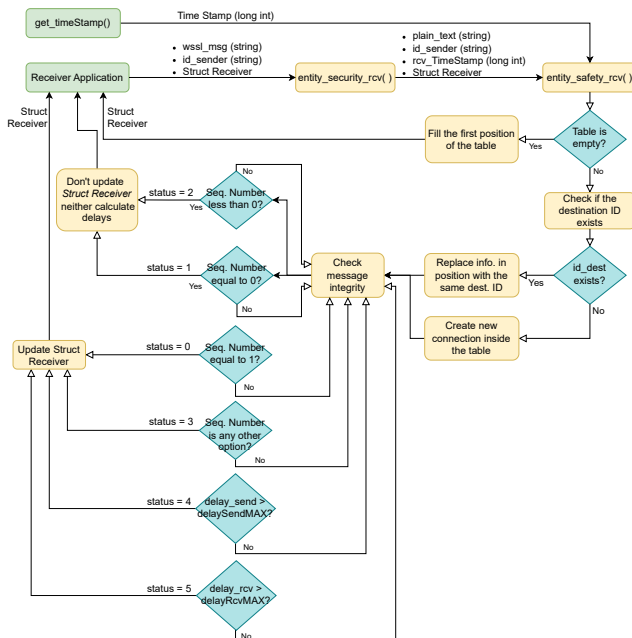 get_timeStamp()
Time Stamp (long int)
• wssl_msg (string)
• id_sender (string)
• Struct Receiver
• plain_text (string)
• id_sender (string)
• rcv_TimeStamp (long int)
• Struct Receiver
Receiver Application
entity_security_rcv( )
entity_safety_rcv( )
Struct
Receiver
Struct
Receiver
Fill the first position
of the table
Yes
Table is
empty?
No
Check if the
destination ID
exists
Don't update
Struct Receiver
neither calculate
delays
status = 2
Yes
Seq. Number
less than 0?
No
status = 1
Yes
Seq. Number
equal to 0?
No
Check
message
integrity
Replace info. in
position with the
same dest. ID
Yes
id_dest
exists?
No
Create new
connection inside
the table
Update Struct
Receiver
status = 0
Seq. Number
equal to 1?
No
status = 3
Seq. Number
is any other
option?
No
status = 4
delay_send >
delaySendMAX?
No
status = 5
delay_rcv >
delayRcvMAX?
No